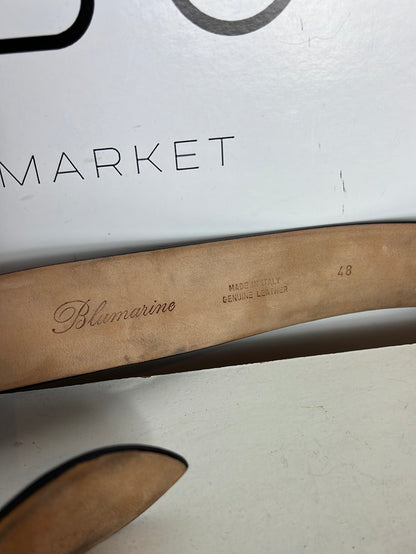 MARKET
Blumarine
MADE IN ITALY
GENUINE LEATHER
48